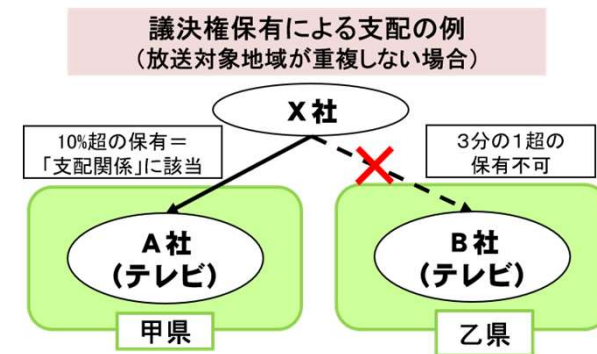 議決権保有による支配の例
（放送対象地域が重複しない場合）
X社
10%超の保有＝
「支配関係」に該当
3分の1超の
保有不可
A社
（テレビ）
B社
（テレビ）
甲県
乙県